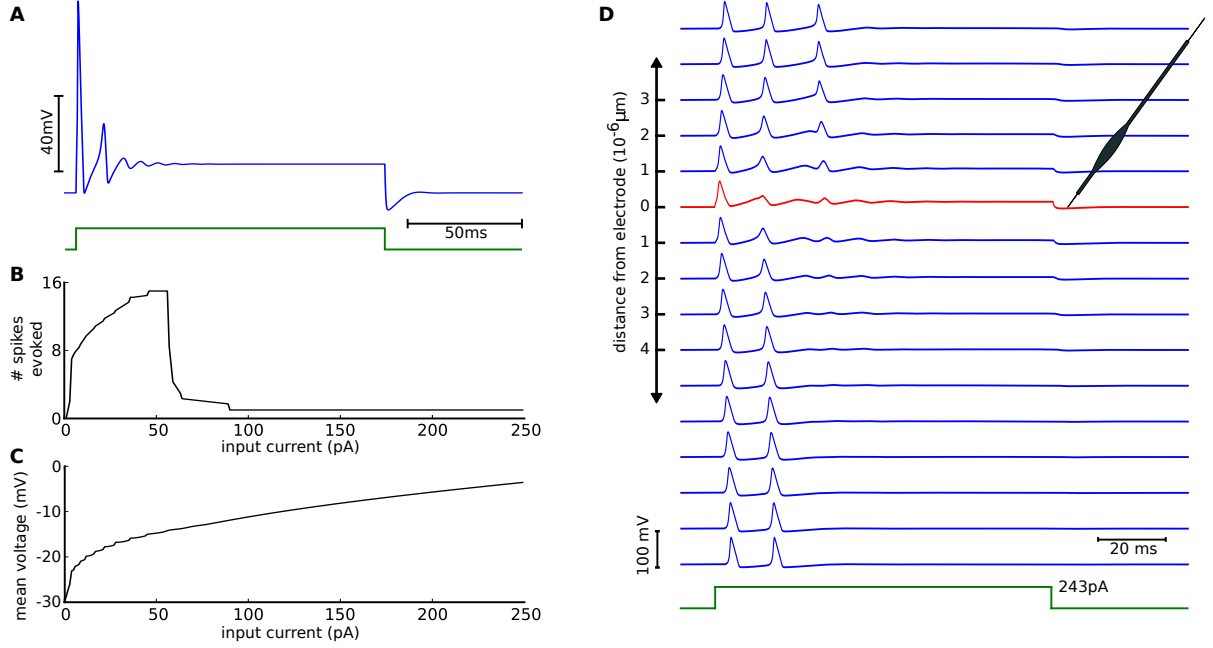 A
40mV
50ms
B
# spikes
evoked
16
8
0
0 50 100 150 200 250
input current (pA)
C
mean voltage (mV)
0
-10
-20
-30
0 50 100 150 200 250
input current (pA)
D
distance from electrode (10⁻⁶μm)
3
2
1
0
1
2
3
4
100 mV
20 ms
243pA